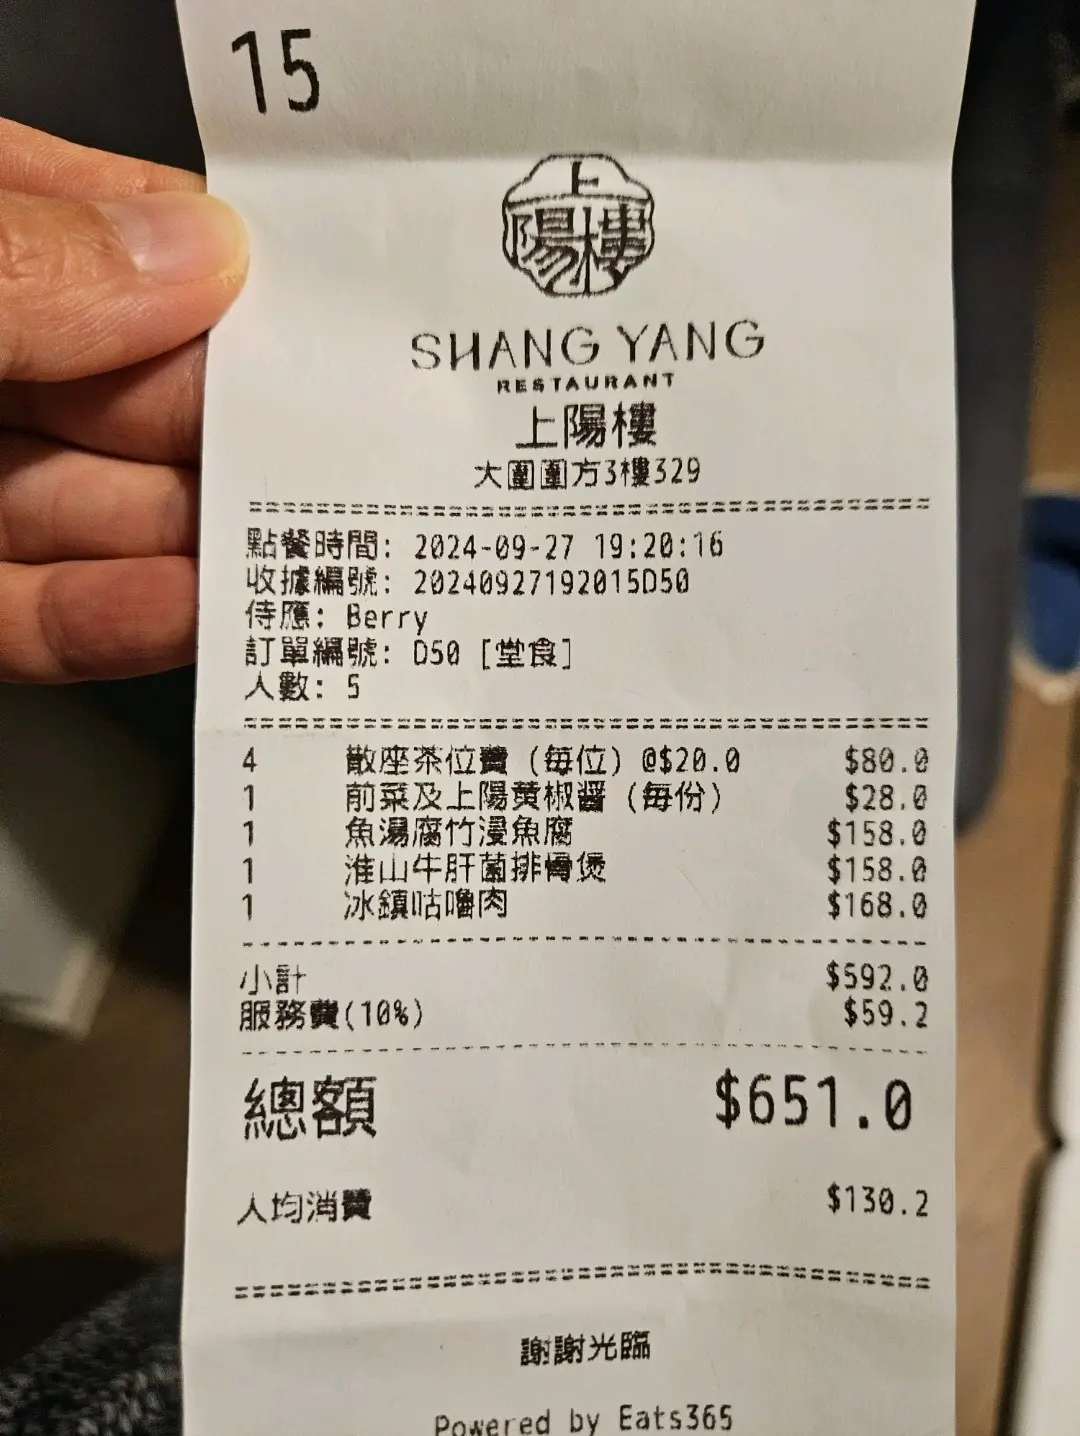 15
上陽樓
SHANG YANG
RESTAURANT
上陽樓
大圍圍方3樓329
點餐時間: 2024-09-27 19:20:16
收據編號: 20240927192015D50
侍應: Berry
訂單編號: D50 [堂食]
人數: 5
4 散座茶位費 (每位) @$20.0 $80.0
1 前菜及上陽黃椒醬 (每份) $28.0
1 魚湯腐竹浸魚腐 $158.0
1 淮山牛肝菌排骨煲 $158.0
1 冰鎮咕嚕肉 $168.0
小計 $592.0
服務費(10%) $59.2
總額 $651.0
人均消費 $130.2
謝謝光臨
Powered by Eats365